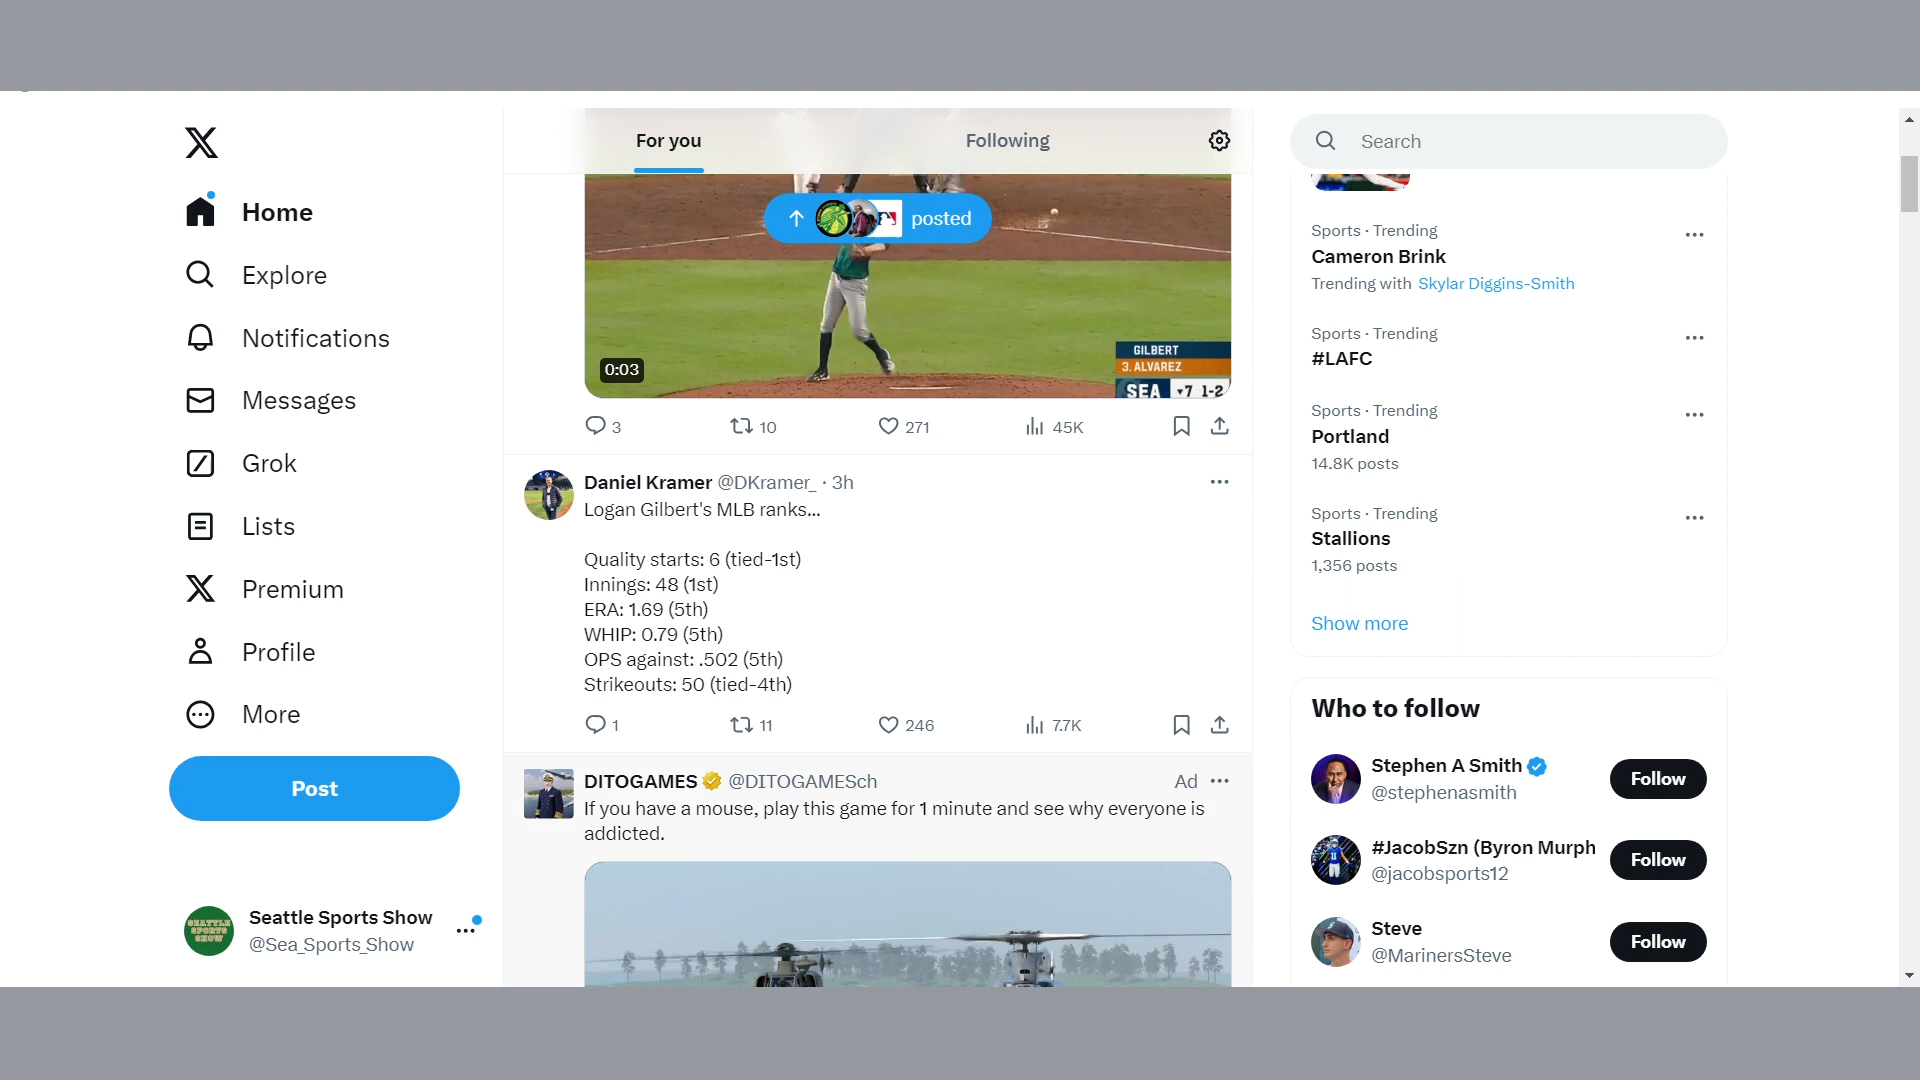 For you
Following
Search
Home
Explore
Notifications
Messages
Grok
Lists
Premium
Profile
More
Post
Seattle Sports Show
@Sea_Sports_Show
posted
0:03
GILBERT
3. ALVAREZ
SEA ▾7 1-2
3 10 271 45K
Daniel Kramer @DKramer_ · 3h
Logan Gilbert's MLB ranks...
Quality starts: 6 (tied-1st)
Innings: 48 (1st)
ERA: 1.69 (5th)
WHIP: 0.79 (5th)
OPS against: .502 (5th)
Strikeouts: 50 (tied-4th)
1 11 246 7.7K
DITOGAMES @DITOGAMESch Ad
If you have a mouse, play this game for 1 minute and see why everyone is
addicted.
Sports · Trending
Cameron Brink
Trending with Skylar Diggins-Smith
Sports · Trending
#LAFC
Sports · Trending
Portland
14.8K posts
Sports · Trending
Stallions
1,356 posts
Show more
Who to follow
Stephen A Smith
@stephenasmith
Follow
#JacobSzn (Byron Murph
@jacobsports12
Follow
Steve
@MarinersSteve
Follow
SEATTLE
SPORTS
SHOW